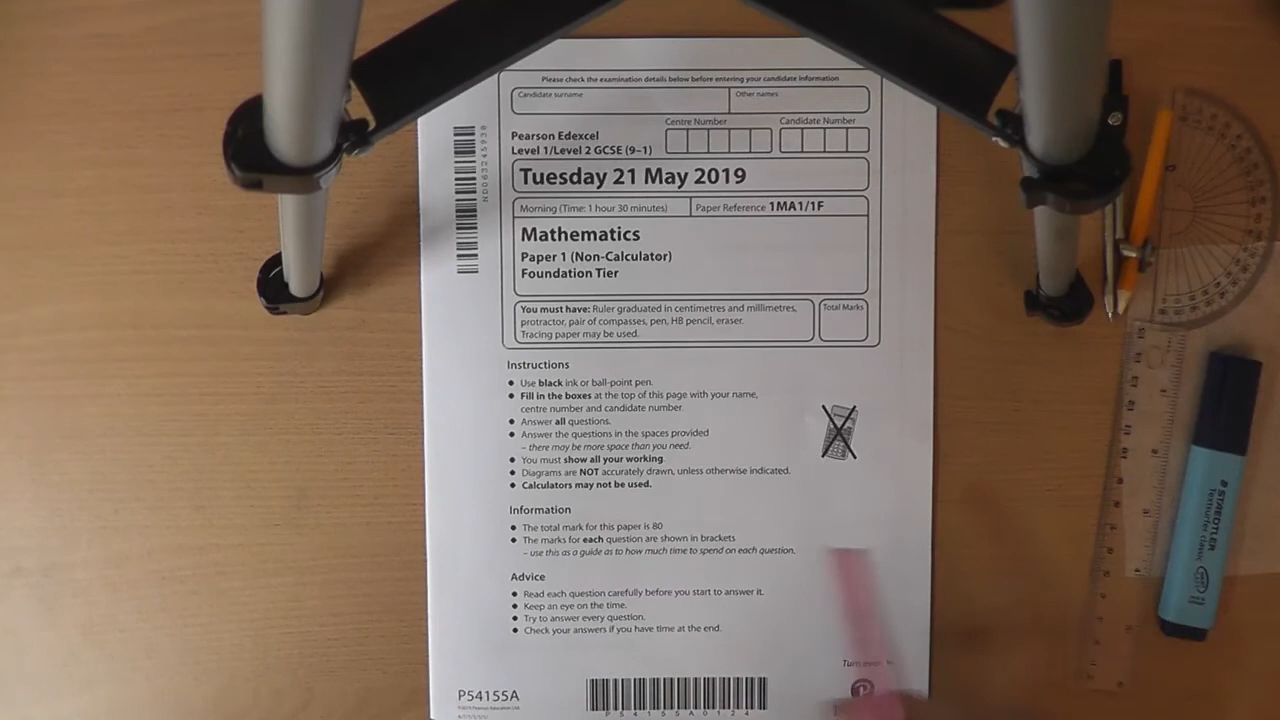 Please check the examination details below before entering your candidate information
Candidate surname
Other names
Centre Number
Candidate Number
Pearson Edexcel
Level 1/Level 2 GCSE (9–1)
Tuesday 21 May 2019
Morning (Time: 1 hour 30 minutes)
Paper Reference 1MA1/1F
Mathematics
Paper 1 (Non-Calculator)
Foundation Tier
You must have: Ruler graduated in centimetres and millimetres,
protractor, pair of compasses, pen, HB pencil, eraser.
Tracing paper may be used.
Total Marks
Instructions
● Use black ink or ball-point pen.
● Fill in the boxes at the top of this page with your name,
centre number and candidate number.
● Answer all questions.
● Answer the questions in the spaces provided
– there may be more space than you need.
● You must show all your working.
● Diagrams are NOT accurately drawn, unless otherwise indicated.
● Calculators may not be used.
Information
● The total mark for this paper is 80
● The marks for each question are shown in brackets
– use this as a guide as to how much time to spend on each question.
Advice
● Read each question carefully before you start to answer it.
● Keep an eye on the time.
● Try to answer every question.
● Check your answers if you have time at the end.
Turn
P54155A
©2019 Pearson Education Ltd.
P54155A0124
STAEDTLER
Textsurfer classic